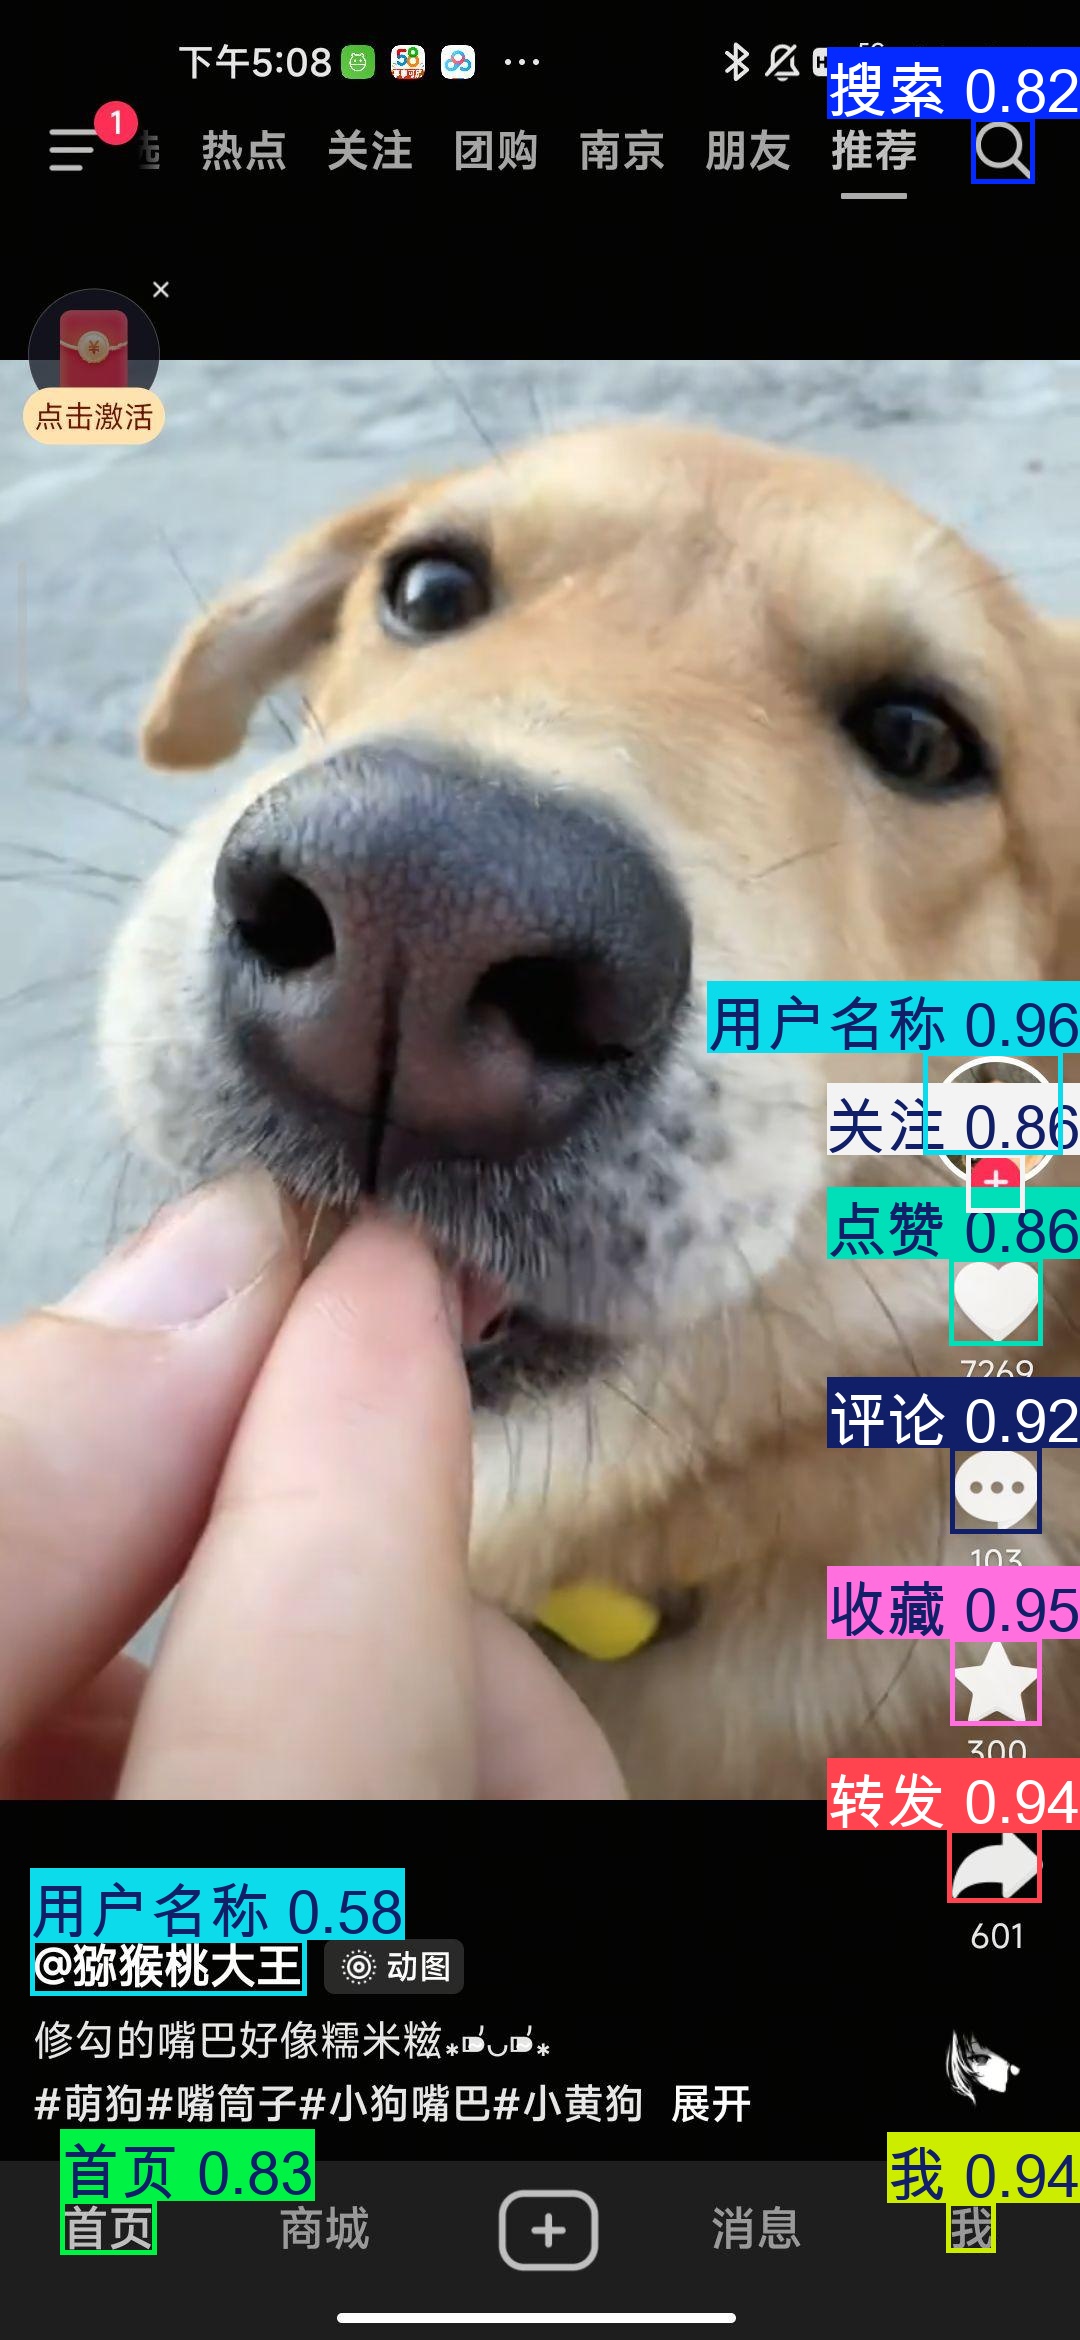 下午5:08
58
搜索 0.82
1
选 热点 关注 团购 南京 朋友 推荐
点击激活
用户名称 0.96
关注 0.86
点赞 0.86
7269
评论 0.92
103
收藏 0.95
300
转发 0.94
601
用户名称 0.58
@猕猴桃大王 动图
修勾的嘴巴好像糯米糍
#萌狗#嘴筒子#小狗嘴巴#小黄狗 展开
首页 0.83
我 0.94
首页 商城 消息 我